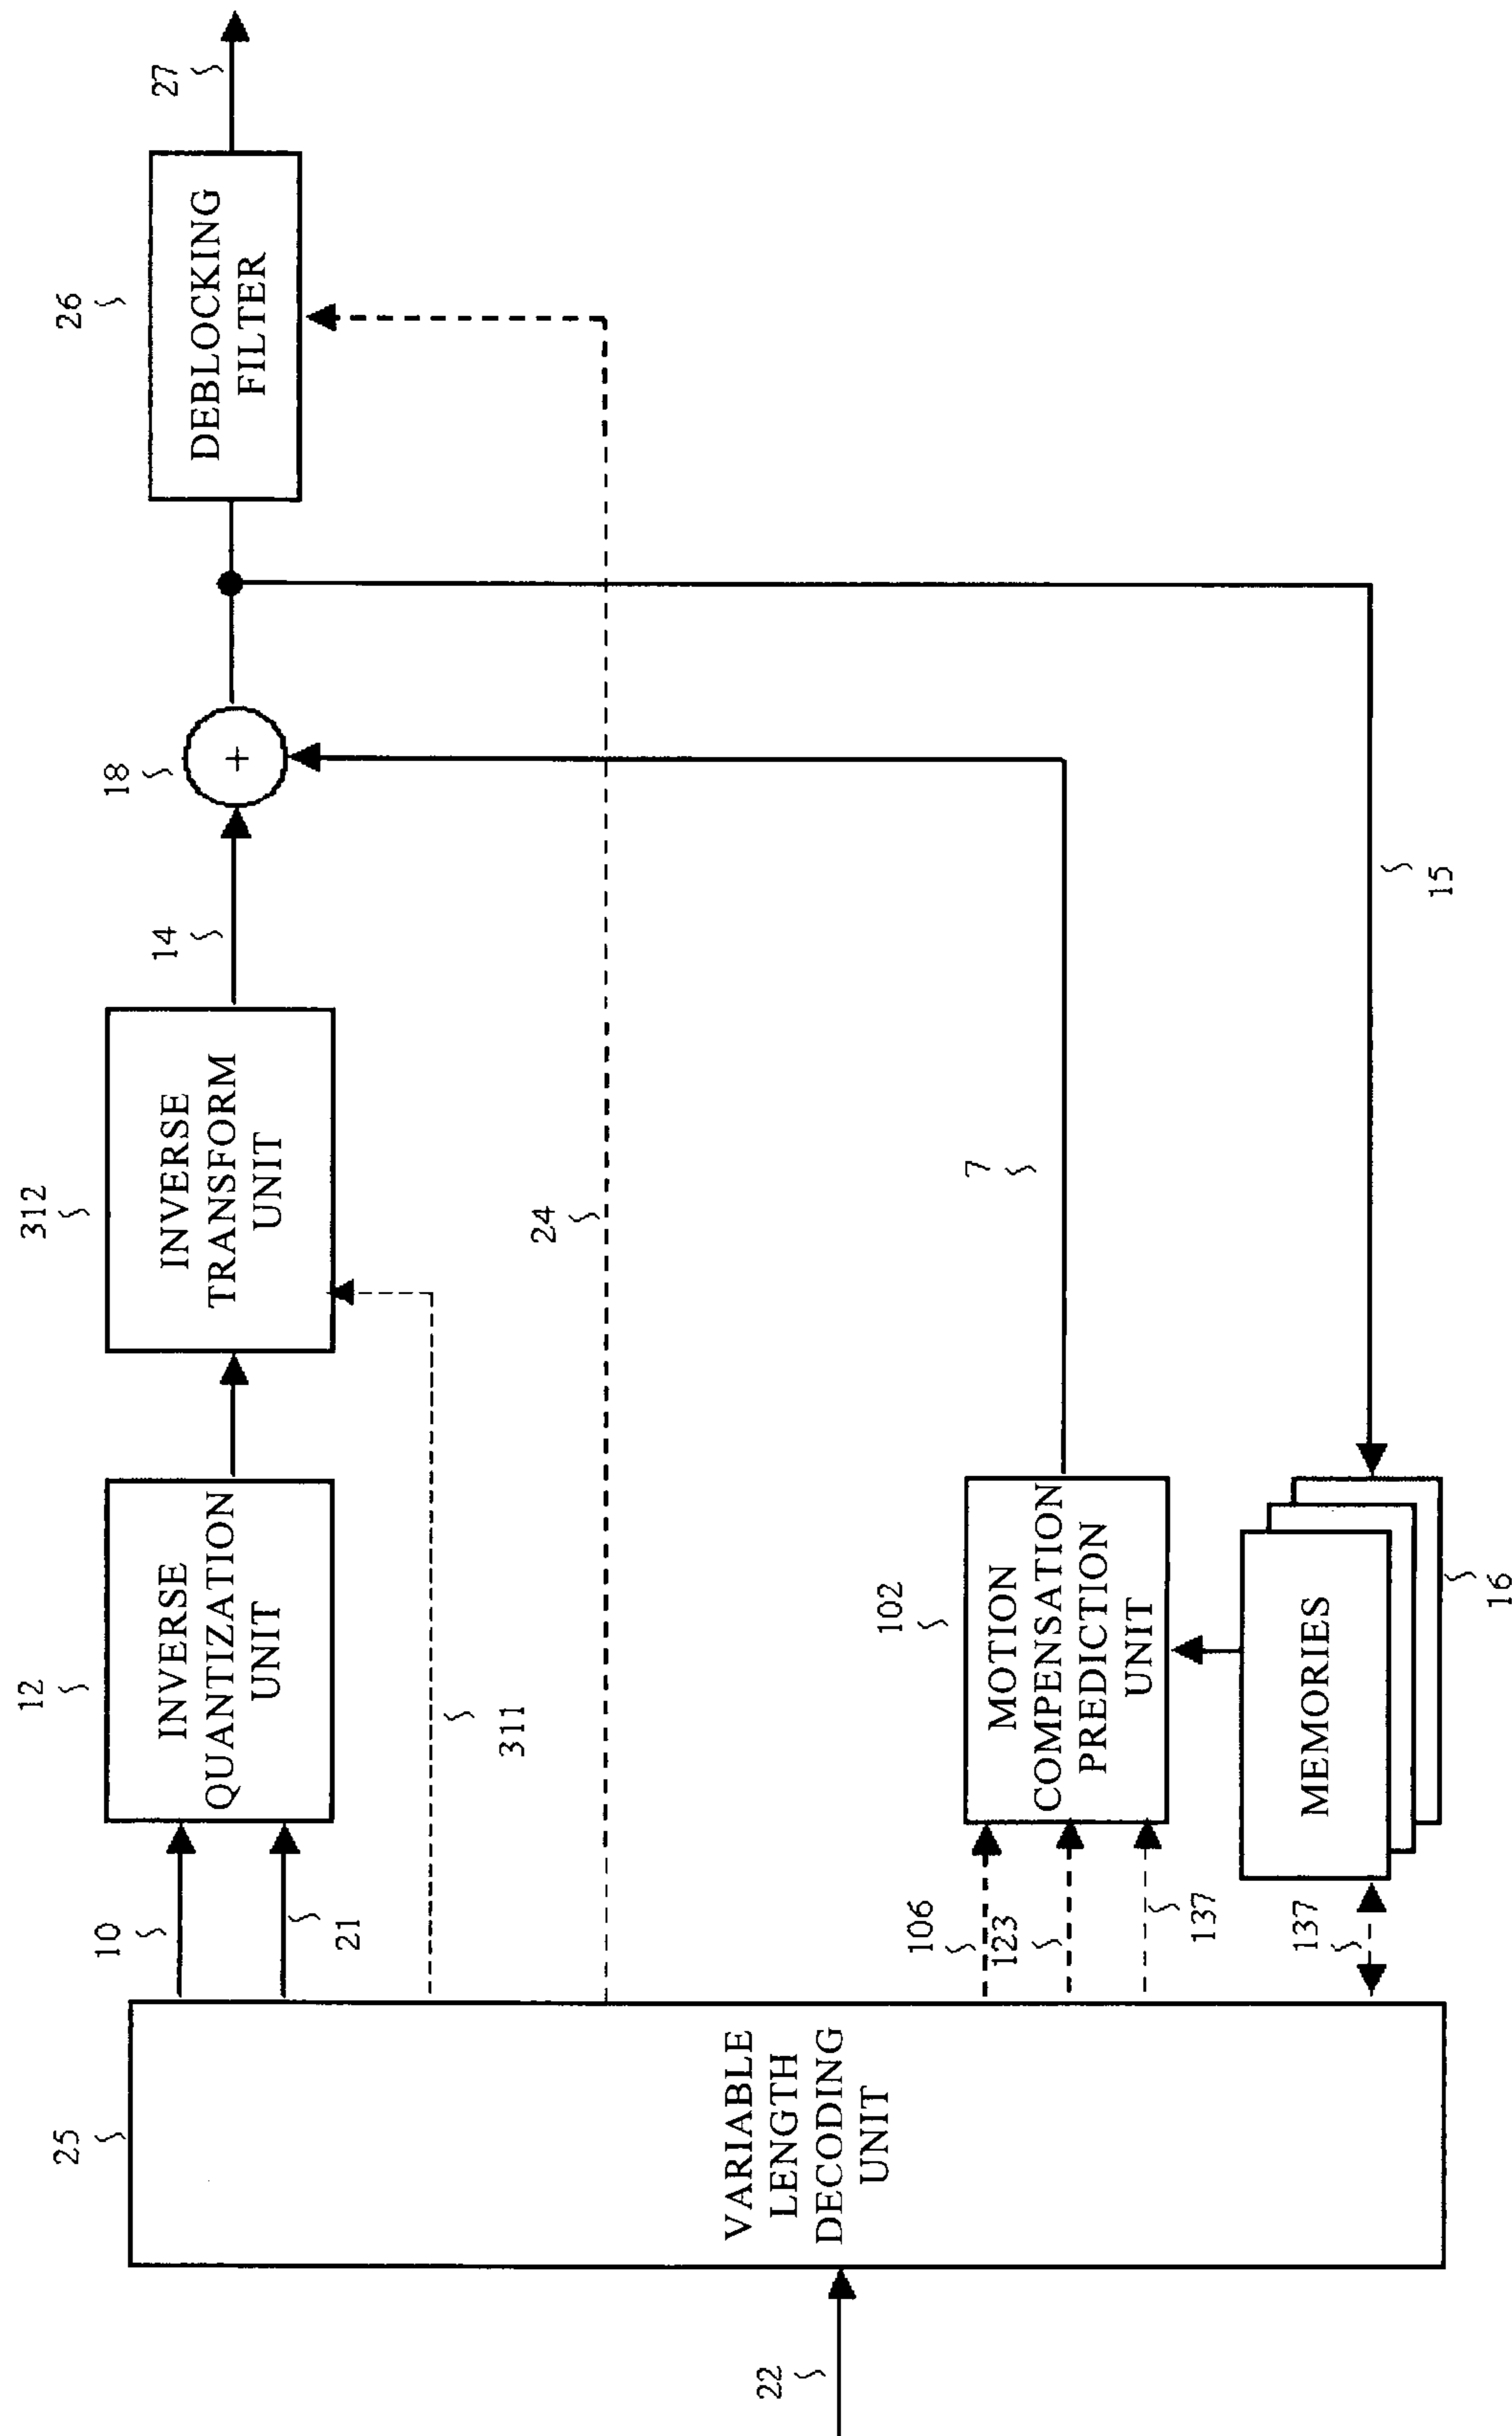 22
25
VARIABLE
LENGTH
DECODING
UNIT
10
21
12
INVERSE
QUANTIZATION
UNIT
311
312
INVERSE
TRANSFORM
UNIT
14
18
+
26
DEBLOCKING
FILTER
27
24
106
123
137
102
MOTION
COMPENSATION
PREDICTION
UNIT
7
137
MEMORIES
16
15